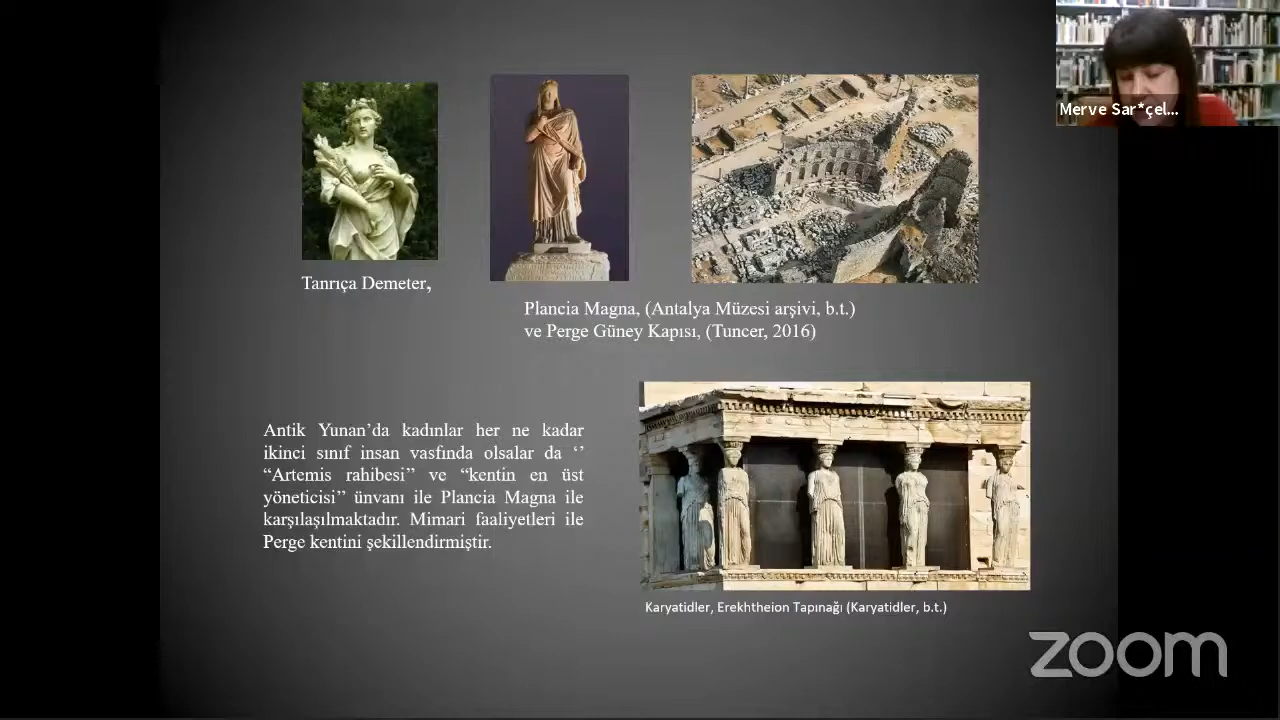 Merve Sar*çel...
Tanrıça Demeter,
Plancia Magna, (Antalya Müzesi arşivi, b.t.)
ve Perge Güney Kapısı, (Tuncer, 2016)
Antik Yunan’da kadınlar her ne kadar
ikinci sınıf insan vasfında olsalar da ‘’
“Artemis rahibesi’’ ve “kentin en üst
yöneticisi’’ ünvanı ile Plancia Magna ile
karşılaşılmaktadır. Mimari faaliyetleri ile
Perge kentini şekillendirmiştir.
Karyatidler, Erekhtheion Tapınağı (Karyatidler, b.t.)
zoom